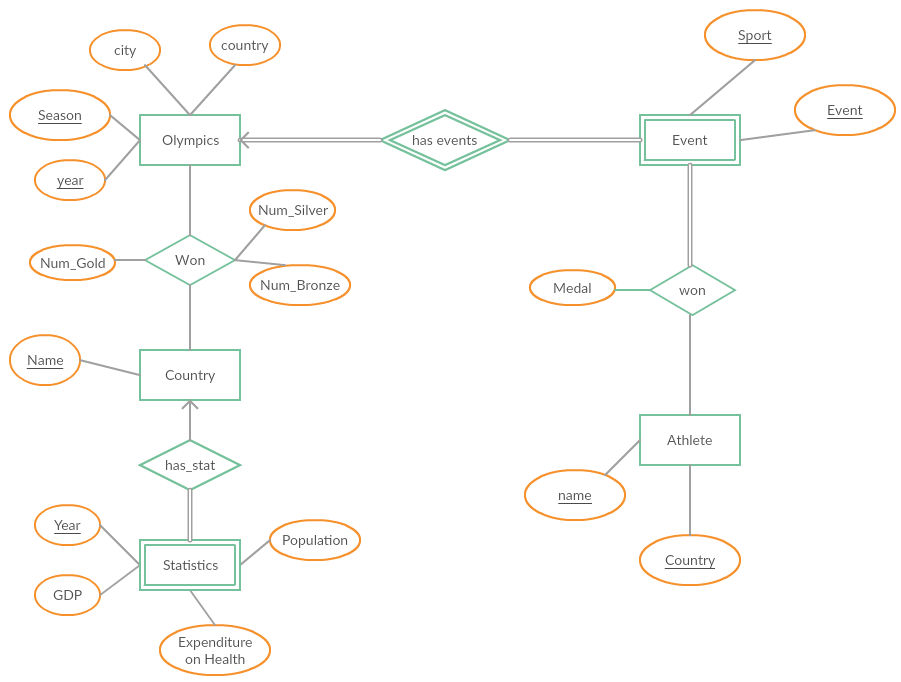 Sport
country
city
Event
Season
Olympics
has events
Event
year
Num_Silver
Won
Num_Gold
Num_Bronze
Medal
won
Name
Country
Athlete
has_stat
name
Year
Population
Country
Statistics
GDP
Expenditure
on Health